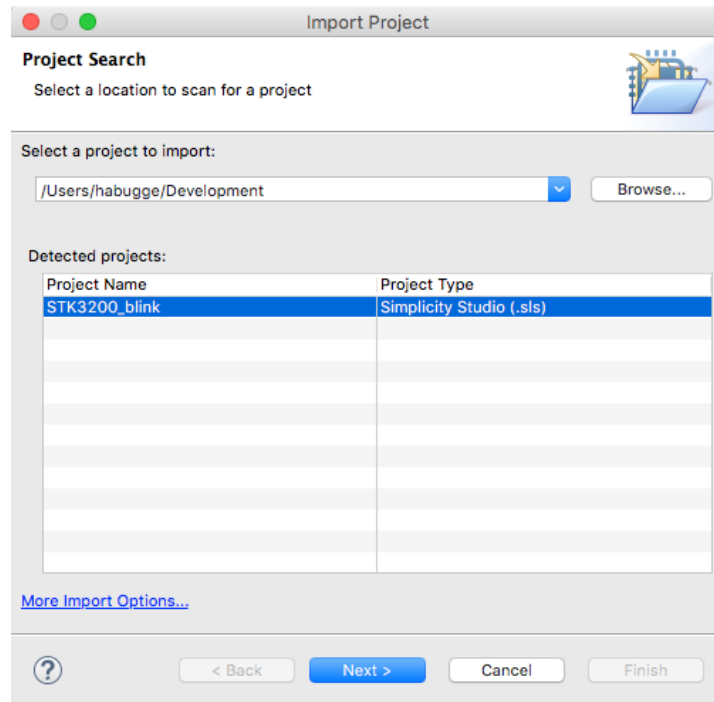 Import Project
Project Search
Select a location to scan for a project
Select a project to import:
/Users/habugge/Development
Browse...
Detected projects:
Project Name Project Type
STK3200_blink Simplicity Studio (.sls)
More Import Options...
? < Back Next > Cancel Finish